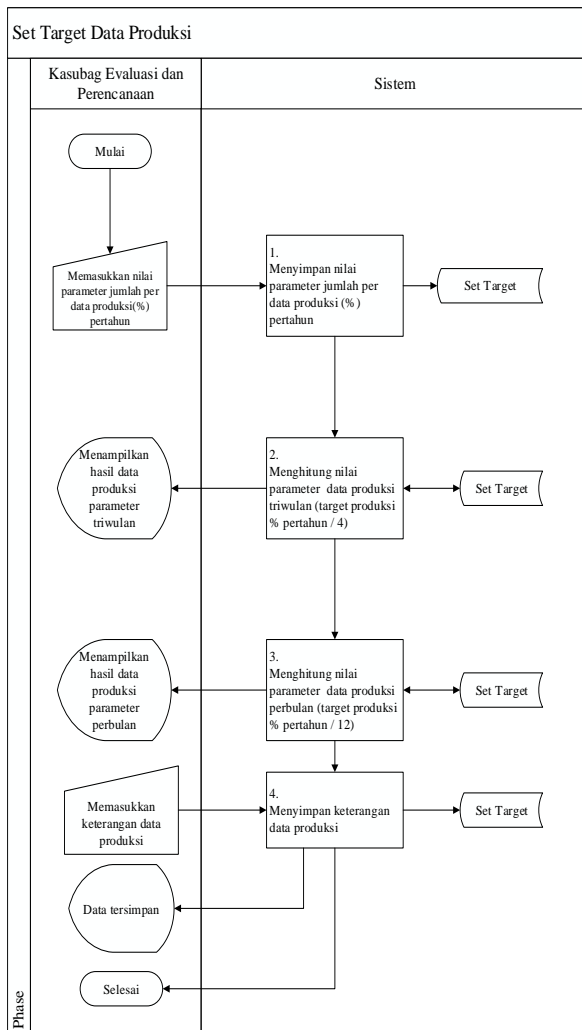 Set Target Data Produksi
Kasubag Evaluasi dan
Perencanaan
Sistem
Mulai
Memasukkan nilai
parameter jumlah per
data produksi(%)
pertahun
1.
Menyimpan nilai
parameter jumlah per
data produksi (%)
pertahun
Set Target
Menampilkan
hasil data
produksi
parameter
triwulan
2.
Menghitung nilai
parameter data produksi
triwulan (target produksi
% pertahun / 4)
Set Target
Menampilkan
hasil data
produksi
parameter
perbulan
3.
Menghitung nilai
parameter data produksi
perbulan (target produksi
% pertahun / 12)
Set Target
Memasukkan
keterangan data
produksi
4.
Menyimpan keterangan
data produksi
Set Target
Data tersimpan
Selesai
Phase